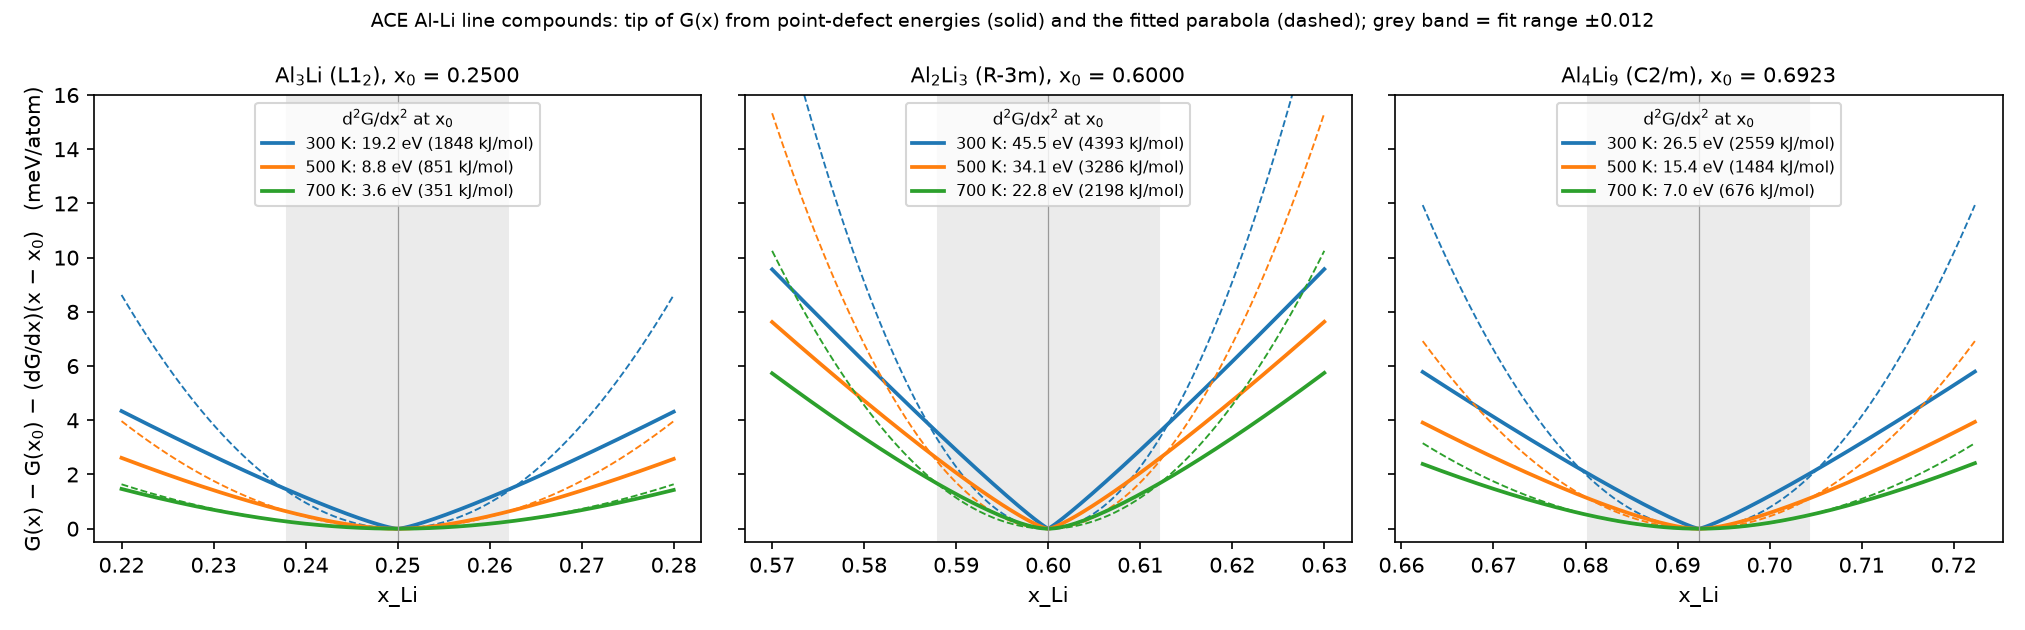 ACE Al-Li line compounds: tip of G(x) from point-defect energies (solid) and the fitted parabola (dashed); grey band = fit range ±0.012
G(x) − G(x₀) − (dG/dx)(x − x₀)   (meV/atom)
Al₃Li (L1₂), x₀ = 0.2500
d²G/dx² at x₀
300 K: 19.2 eV (1848 kJ/mol)
500 K: 8.8 eV (851 kJ/mol)
700 K: 3.6 eV (351 kJ/mol)
16
14
12
10
8
6
4
2
0
0.22 0.23 0.24 0.25 0.26 0.27 0.28
x_Li
Al₂Li₃ (R-3m), x₀ = 0.6000
d²G/dx² at x₀
300 K: 45.5 eV (4393 kJ/mol)
500 K: 34.1 eV (3286 kJ/mol)
700 K: 22.8 eV (2198 kJ/mol)
0.57 0.58 0.59 0.60 0.61 0.62 0.63
x_Li
Al₄Li₉ (C2/m), x₀ = 0.6923
d²G/dx² at x₀
300 K: 26.5 eV (2559 kJ/mol)
500 K: 15.4 eV (1484 kJ/mol)
700 K: 7.0 eV (676 kJ/mol)
0.66 0.67 0.68 0.69 0.70 0.71 0.72
x_Li